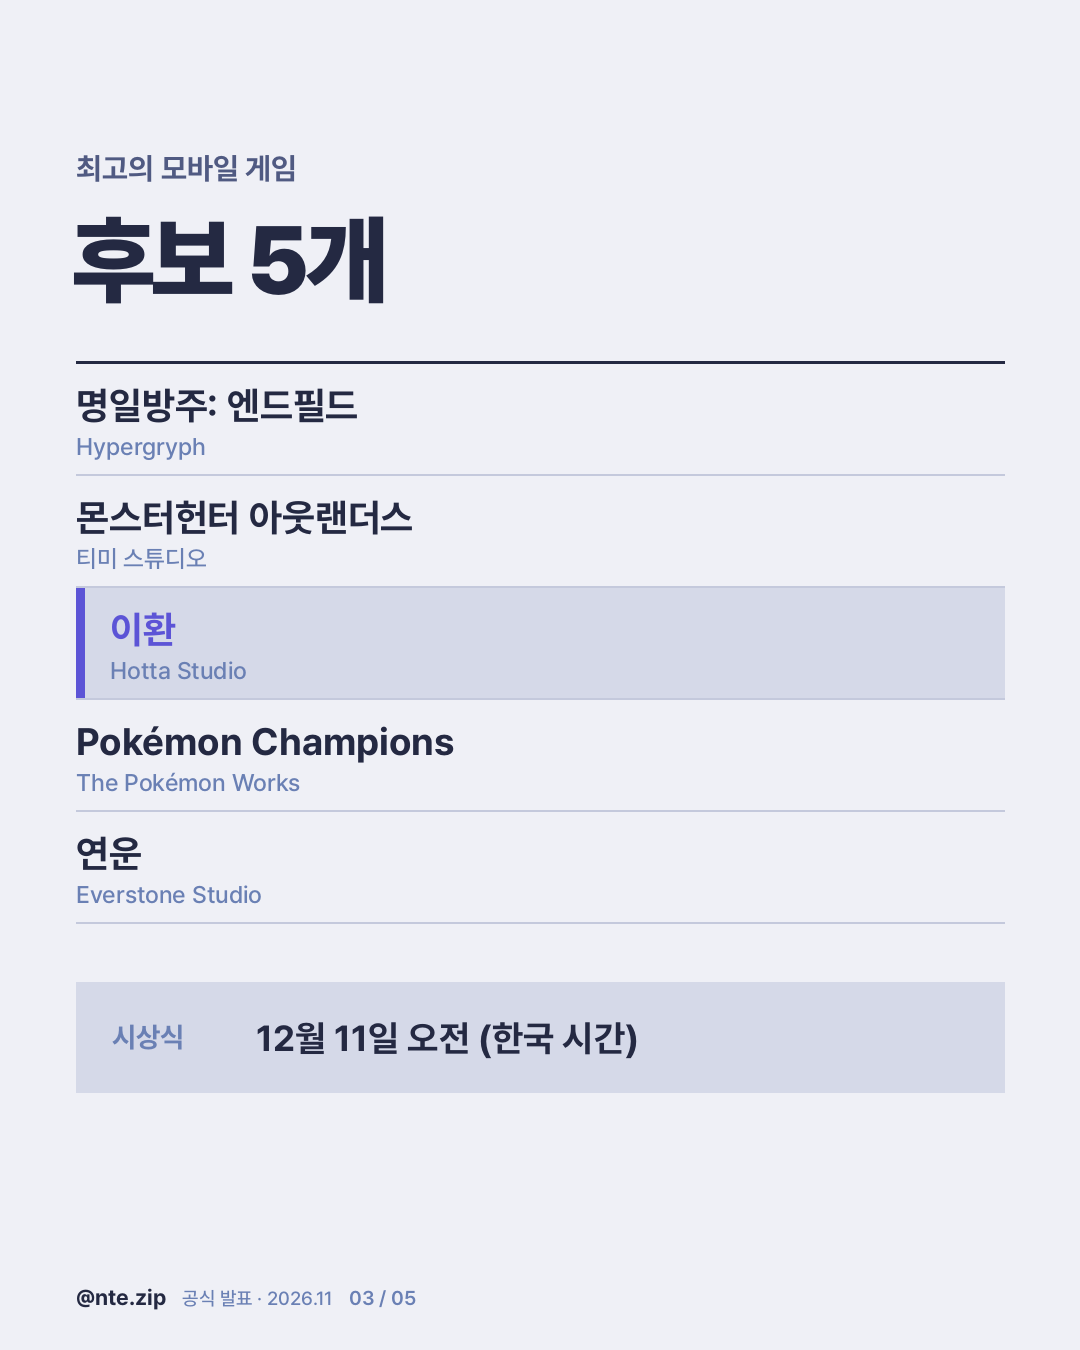 최고의 모바일 게임
후보 5개
명일방주: 엔드필드
Hypergryph
몬스터헌터 아웃랜더스
티미 스튜디오
이환
Hotta Studio
Pokémon Champions
The Pokémon Works
연운
Everstone Studio
시상식 12월 11일 오전 (한국 시간)
@nte.zip 공식 발표 · 2026.11 03 / 05